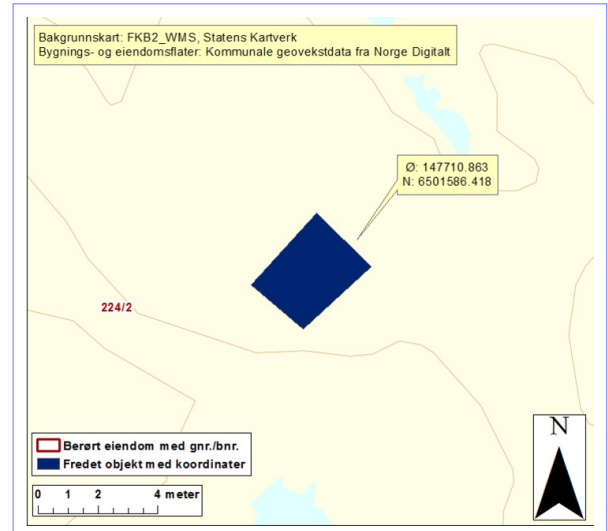 Bakgrunnskart: FKB2_WMS, Statens Kartverk
Bygnings- og eiendomsflater: Kommunale geovekstdata fra Norge Digitalt
Ø: 147710.863
N: 6501586.418
224/2
Berørt eiendom med gnr./bnr.
Fredet objekt med koordinater
0 1 2 4 meter
N